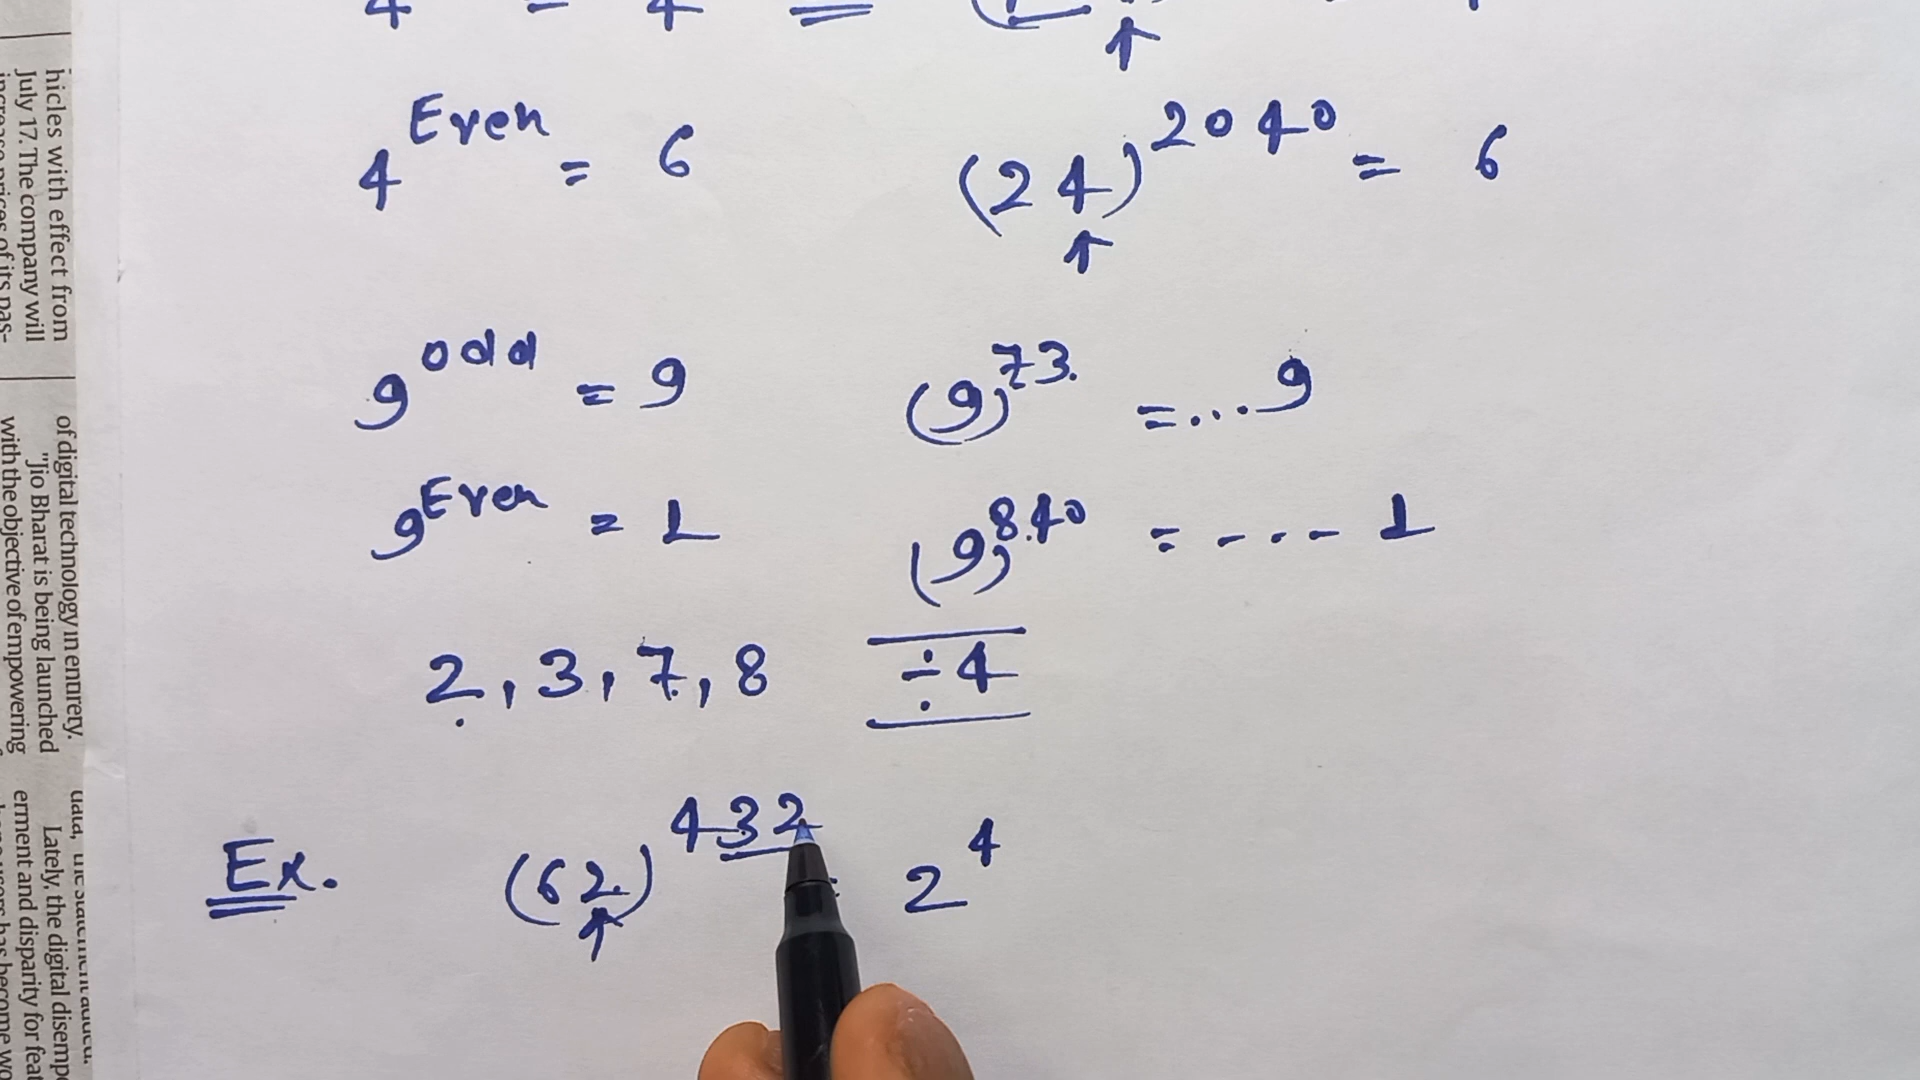 4^Even = 6    (24)^2040 = 6
9^odd = 9    (9)^73 = ...9
9^Even = 1    (9)^840 = - . . - 1
2, 3, 7, 8    ÷4
Ex.    (62)^432 = 2^4
hicles with effect from
July 17. The company will
of digital technology in entirety.
"Jio Bharat is being launched
with the objective of empowering
Lately, the digital disemp
erment and disparity for feat